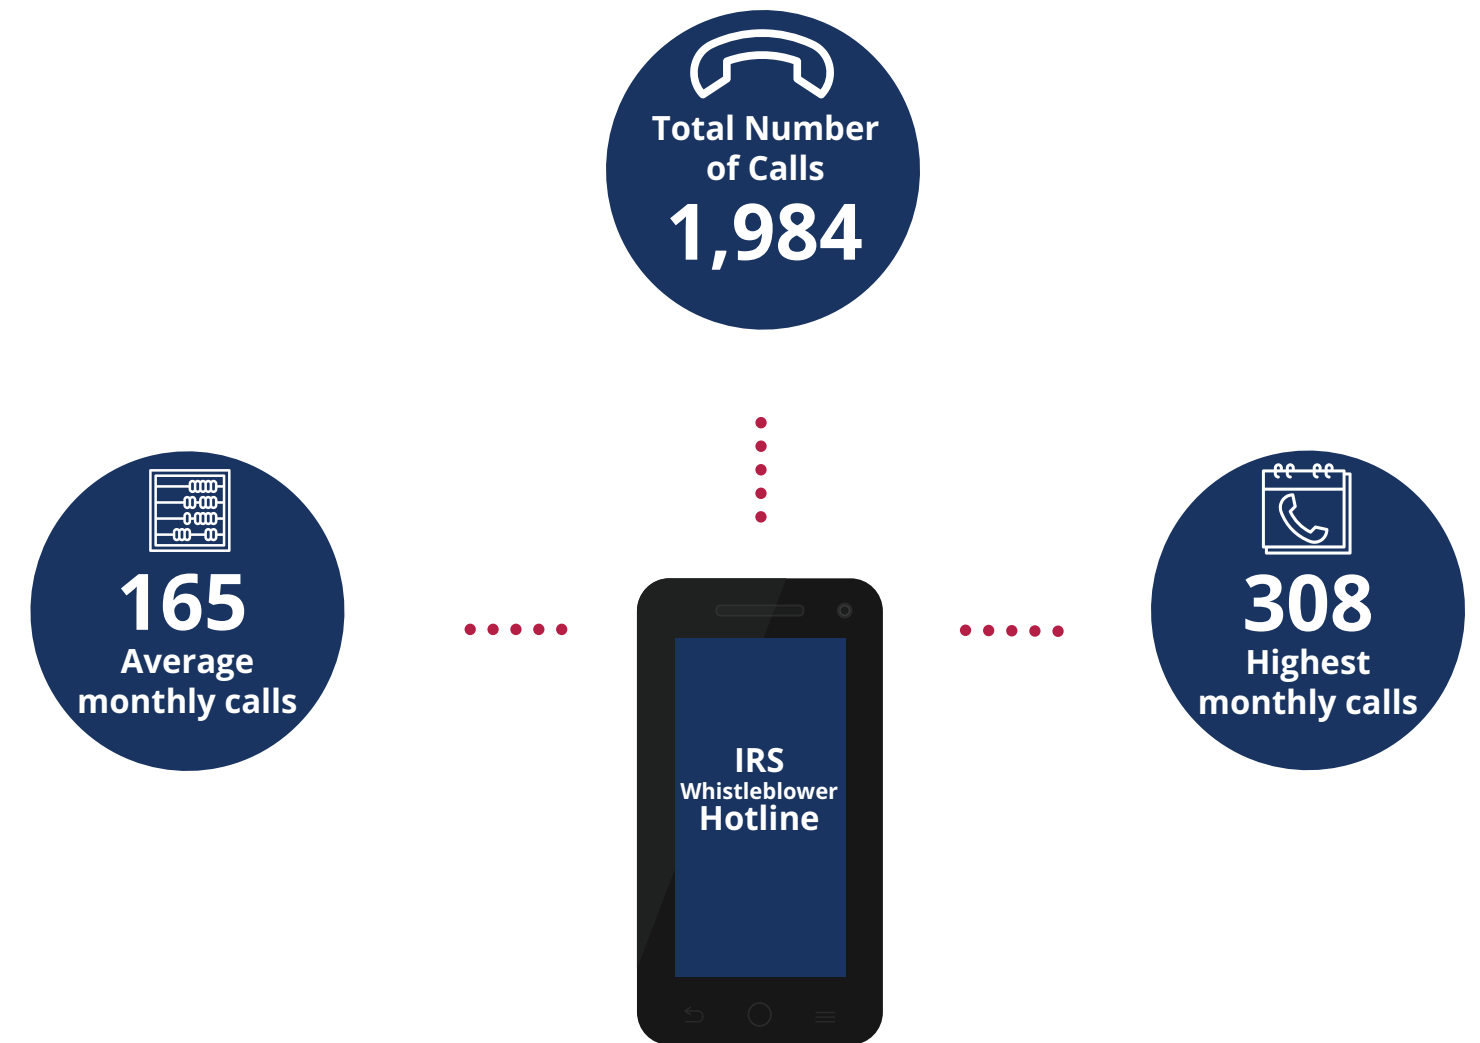 Total Number
of Calls
1,984
165
Average
monthly calls
308
Highest
monthly calls
IRS
Whistleblower
Hotline